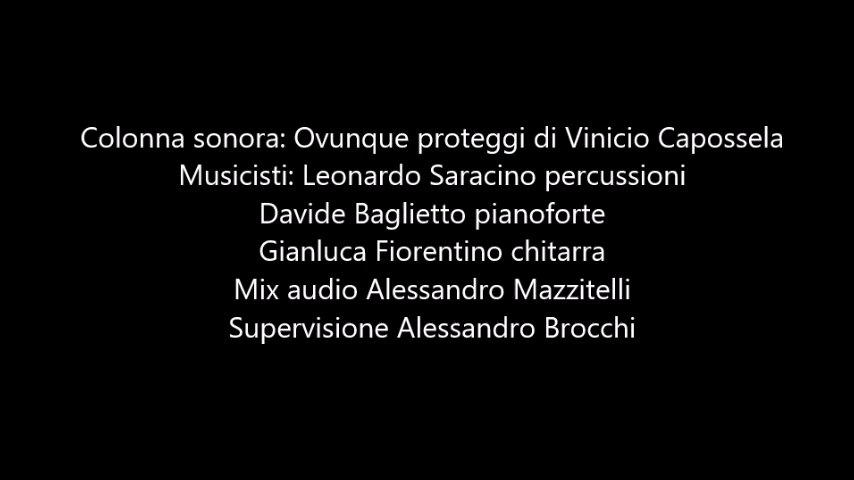 Colonna sonora: Ovunque proteggi di Vinicio Capossela
Musicisti: Leonardo Saracino percussioni
Davide Baglietto pianoforte
Gianluca Fiorentino chitarra
Mix audio Alessandro Mazzitelli
Supervisione Alessandro Brocchi